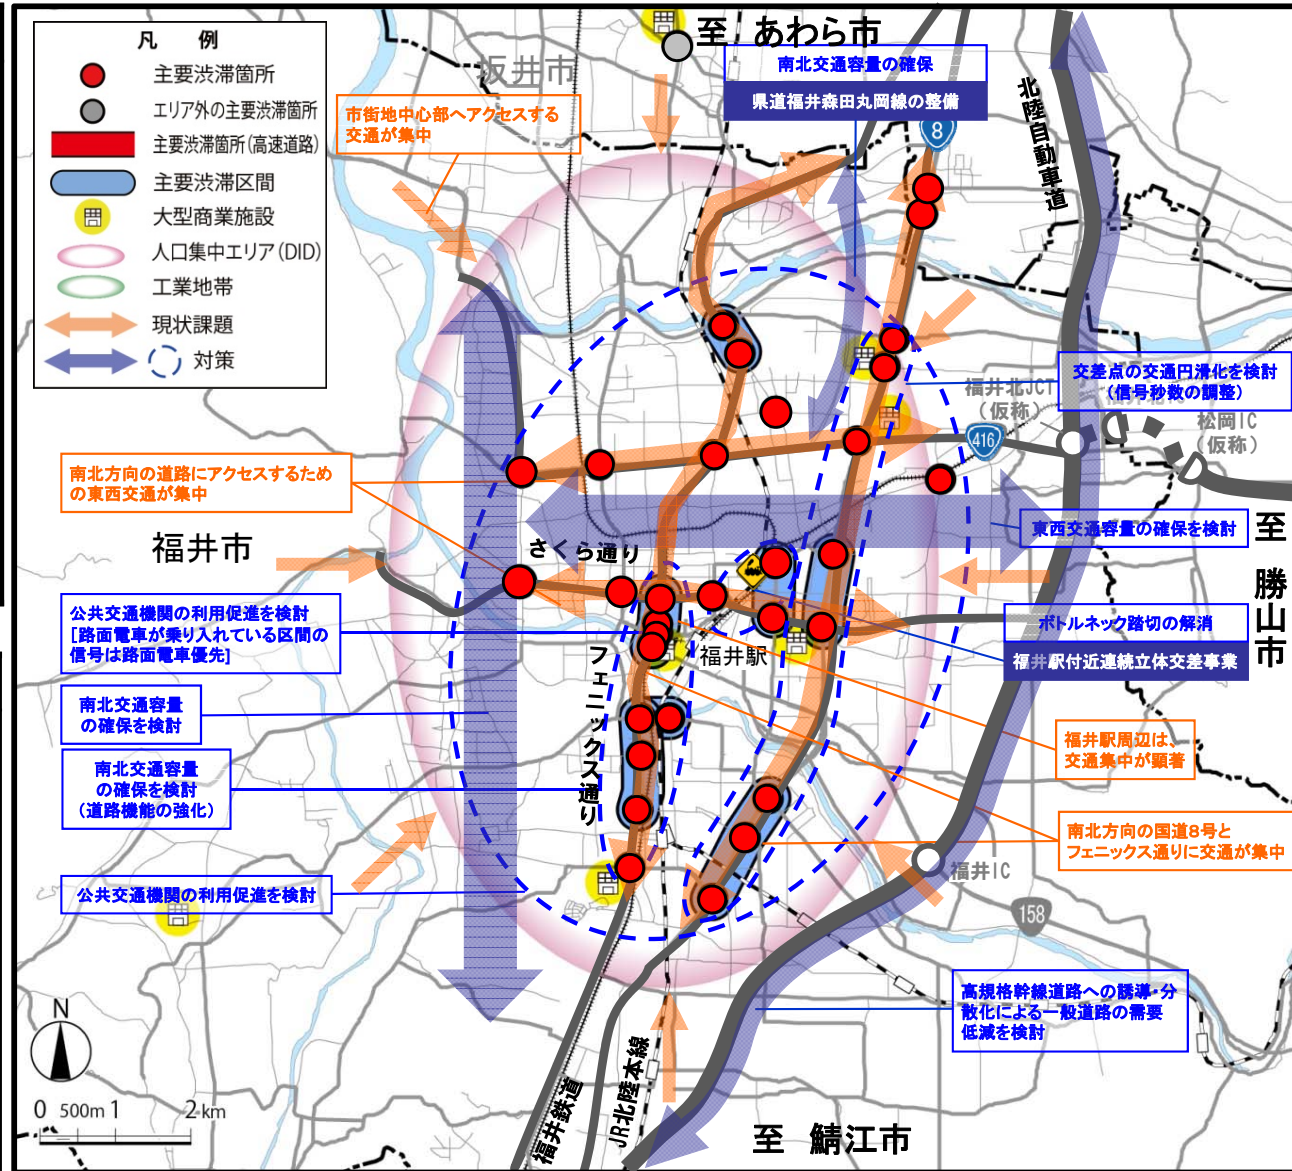 凡　例
主要渋滞箇所
エリア外の主要渋滞箇所
主要渋滞箇所(高速道路)
主要渋滞区間
大型商業施設
人口集中エリア(DID)
工業地帯
現状課題
対策
至 あわら市
坂井市
南北交通容量の確保
県道福井森田丸岡線の整備
市街地中心部へアクセスする
交通が集中
8
北陸自動車道
交差点の交通円滑化を検討
(信号秒数の調整)
福井北JCT
(仮称)
松岡IC
(仮称)
416
南北方向の道路にアクセスするため
の東西交通が集中
東西交通容量の確保を検討
至 勝山市
福井市
さくら通り
公共交通機関の利用促進を検討
[路面電車が乗り入れている区間の
信号は路面電車優先]
ボトルネック踏切の解消
福井駅付近連続立体交差事業
福井駅
フェニックス通り
南北交通容量
の確保を検討
福井駅周辺は、
交通集中が顕著
南北交通容量
の確保を検討
(道路機能の強化)
南北方向の国道8号と
フェニックス通りに交通が集中
福井IC
公共交通機関の利用促進を検討
158
高規格幹線道路への誘導・分
散化による一般道路の需要
低減を検討
N
0 500m 1 2km
福井鉄道
JR北陸本線
至 鯖江市